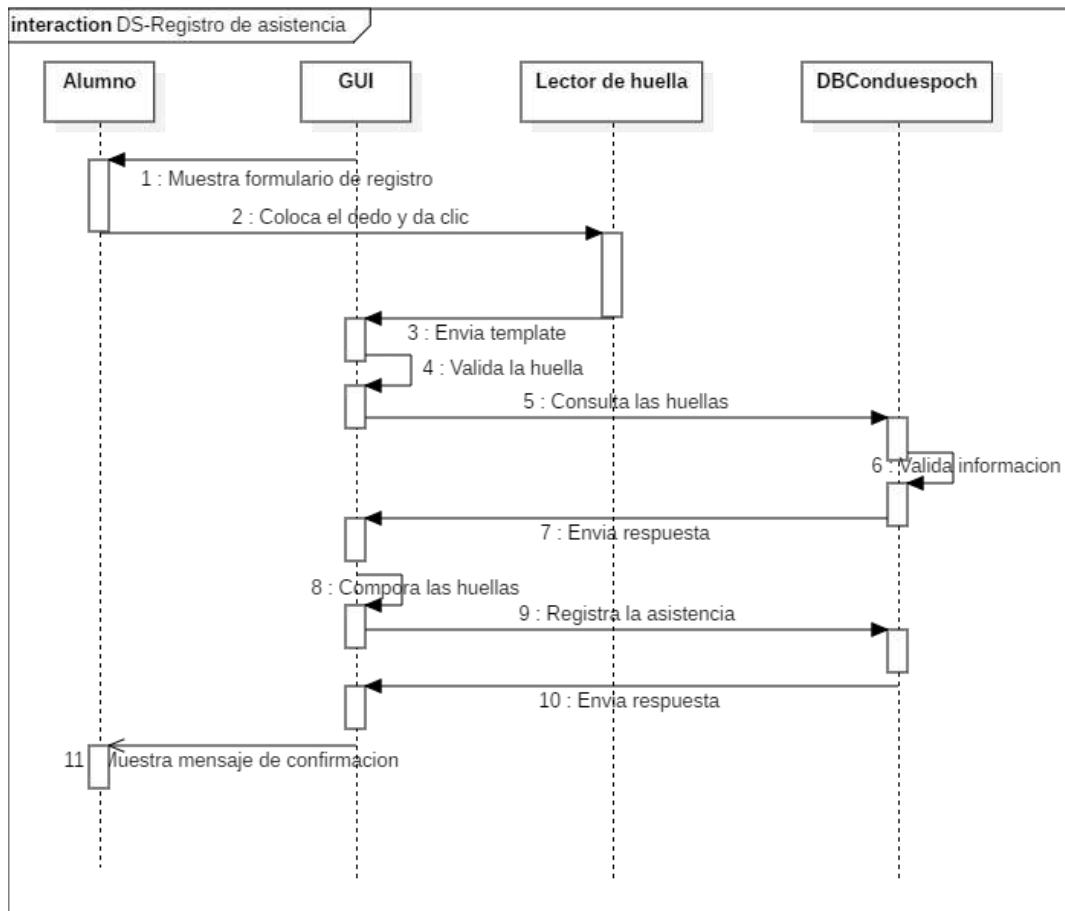 interaction DS-Registro de asistencia
Alumno
GUI
Lector de huella
DBConduespoch
1 : Muestra formulario de registro
2 : Coloca el dedo y da clic
3 : Envia template
4 : Valida la huella
5 : Consulta las huellas
6 : Valida informacion
7 : Envia respuesta
8 : Compora las huellas
9 : Registra la asistencia
10 : Envia respuesta
11 Muestra mensaje de confirmacion